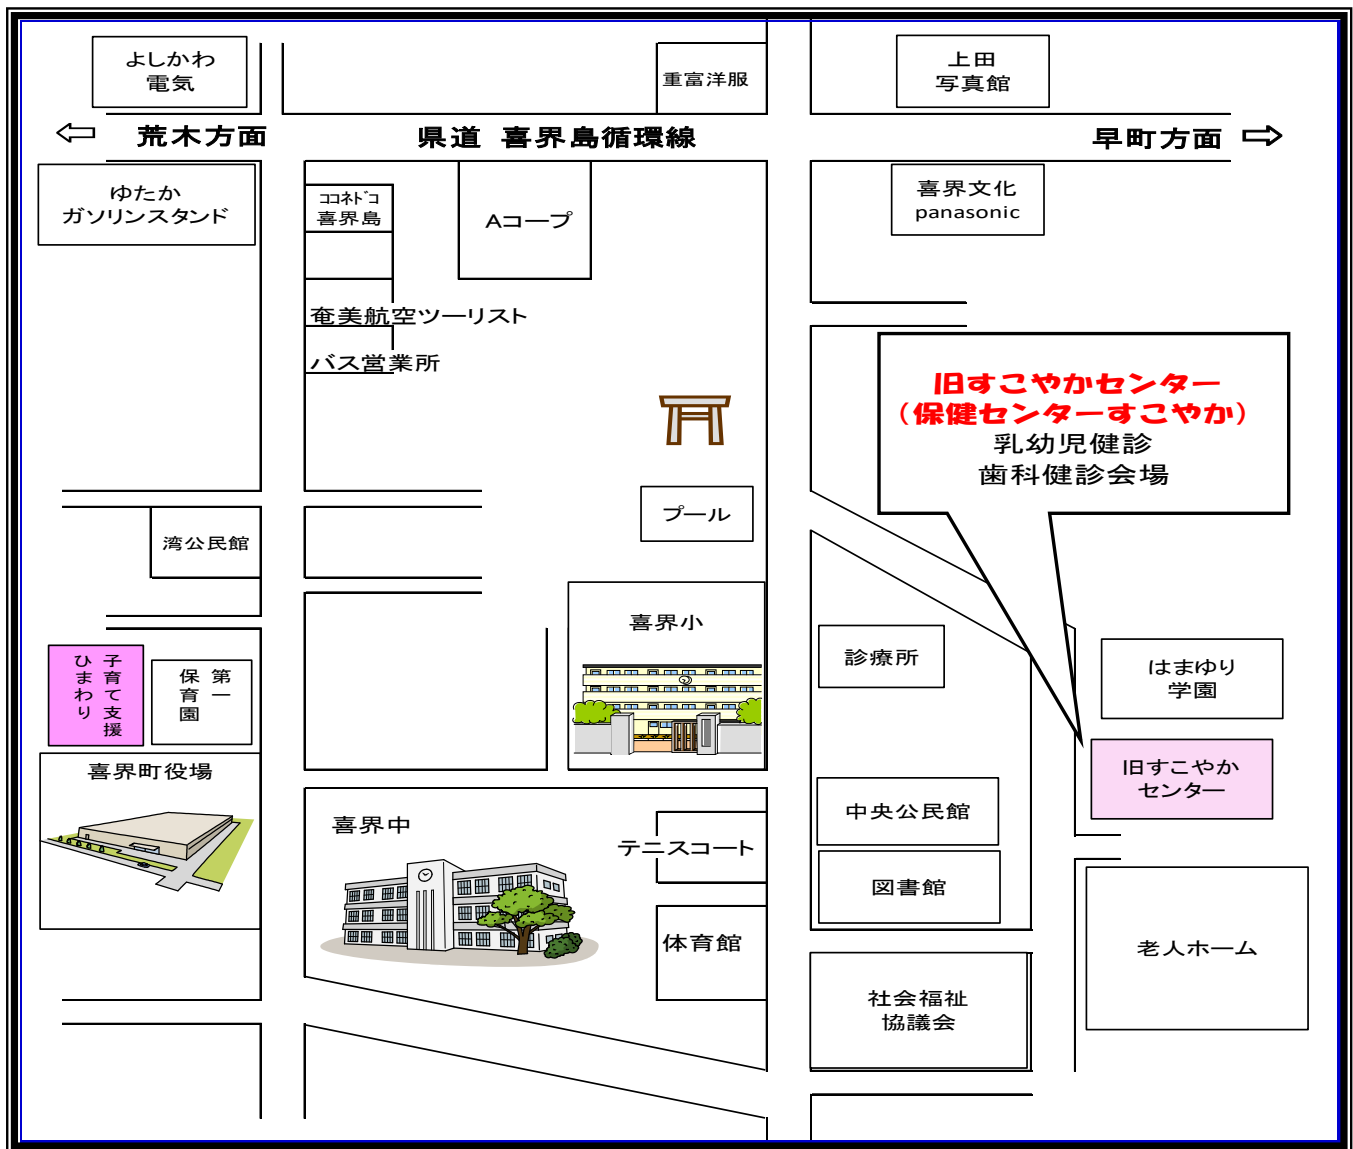 よしかわ
電気
重富洋服
上田
写真館
⇦ 荒木方面
県道 喜界島循環線
早町方面 ⇨
ゆたか
ガソリンスタンド
ココネドコ
喜界島
Aコープ
喜界文化
panasonic
奄美航空ツーリスト
バス営業所
旧すこやかセンター
(保健センターすこやか)
乳幼児健診
歯科健診会場
プール
湾公民館
喜界小
診療所
はまゆり
学園
子育て支援
ひまわり
第一
保育園
喜界町役場
旧すこやか
センター
喜界中
テニスコート
中央公民館
図書館
体育館
老人ホーム
社会福祉
協議会